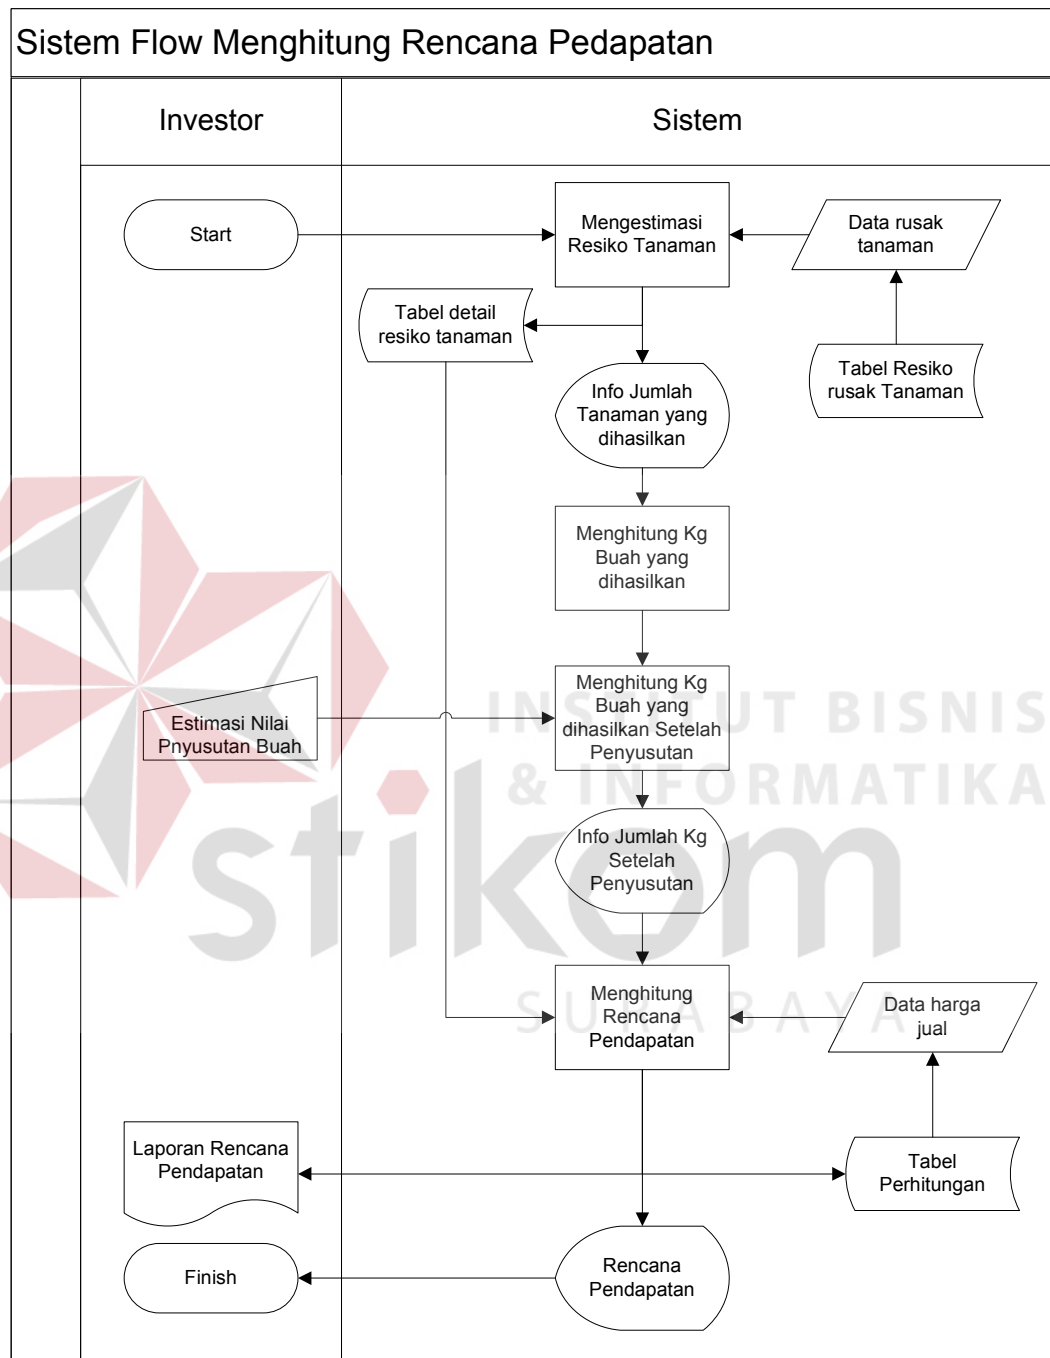 Sistem Flow Menghitung Rencana Pedapatan
Investor
Sistem
Start
Mengestimasi
Resiko Tanaman
Data rusak
tanaman
Tabel detail
resiko tanaman
Tabel Resiko
rusak Tanaman
Info Jumlah
Tanaman yang
dihasilkan
Menghitung Kg
Buah yang
dihasilkan
Estimasi Nilai
Pnyusutan Buah
Menghitung Kg
Buah yang
dihasilkan Setelah
Penyusutan
INSTITUT BISNIS
& INFORMATIKA
stikom
SURABAYA
Info Jumlah Kg
Setelah
Penyusutan
Menghitung
Rencana
Pendapatan
Data harga
jual
Laporan Rencana
Pendapatan
Tabel
Perhitungan
Finish
Rencana
Pendapatan